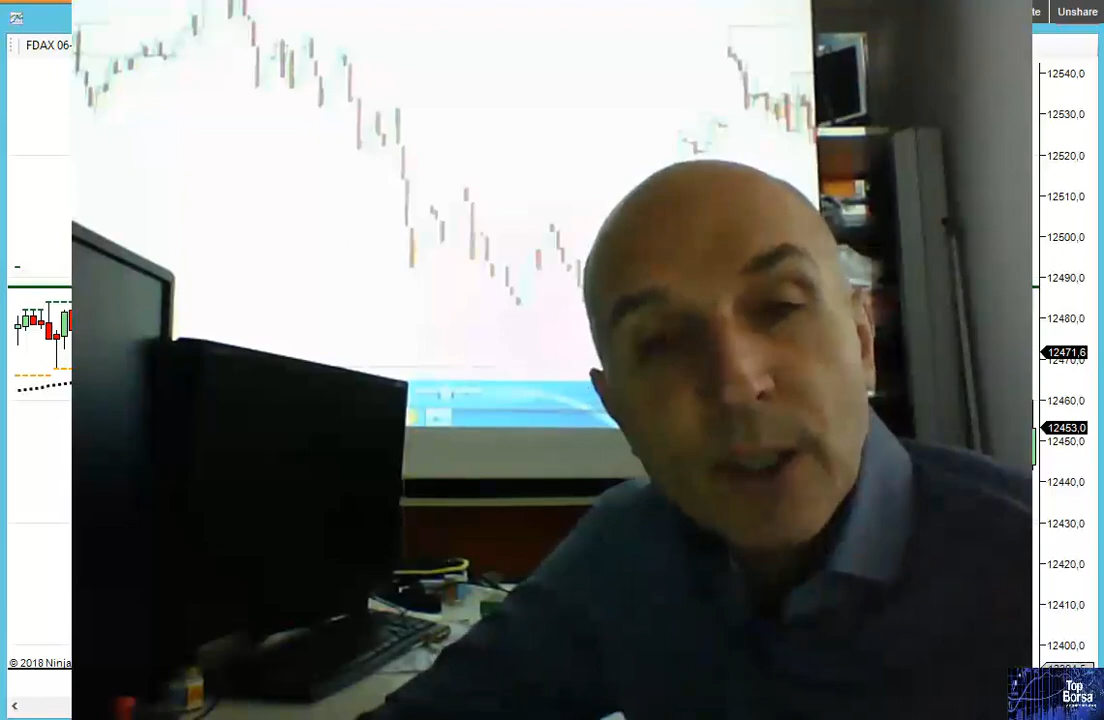 te
Unshare
FDAX 06-
12540,0
12530,0
12520,0
12510,0
12500,0
12490,0
12480,0
12471,6
12470,0
12460,0
12453,0
12450,0
12440,0
12430,0
12420,0
12410,0
12400,0
© 2018 Ninja
Top
Borsa